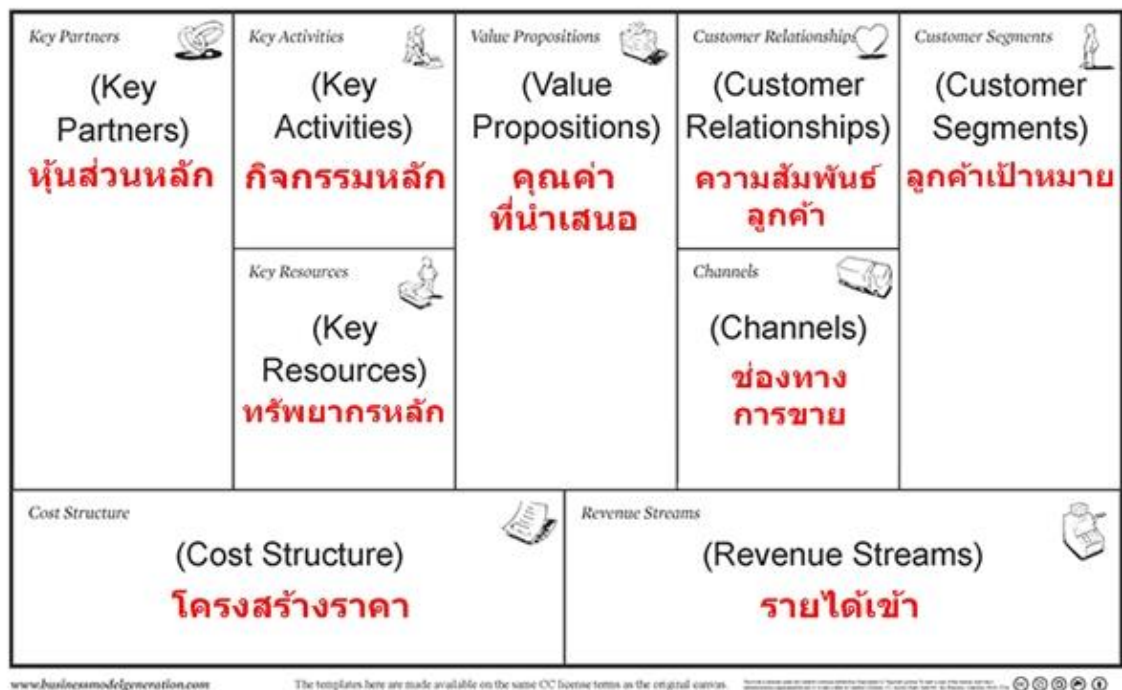 Key Partners
(Key
Partners)
หุ้นส่วนหลัก
Key Activities
(Key
Activities)
กิจกรรมหลัก
Key Resources
(Key
Resources)
ทรัพยากรหลัก
Value Propositions
(Value
Propositions)
คุณค่า
ที่นำเสนอ
Customer Relationships
(Customer
Relationships)
ความสัมพันธ์
ลูกค้า
Channels
(Channels)
ช่องทาง
การขาย
Customer Segments
(Customer
Segments)
ลูกค้าเป้าหมาย
Cost Structure
(Cost Structure)
โครงสร้างราคา
Revenue Streams
(Revenue Streams)
รายได้เข้า
www.businessmodelgeneration.com
The templates here are made available on the same CC license terms as the original canvas.